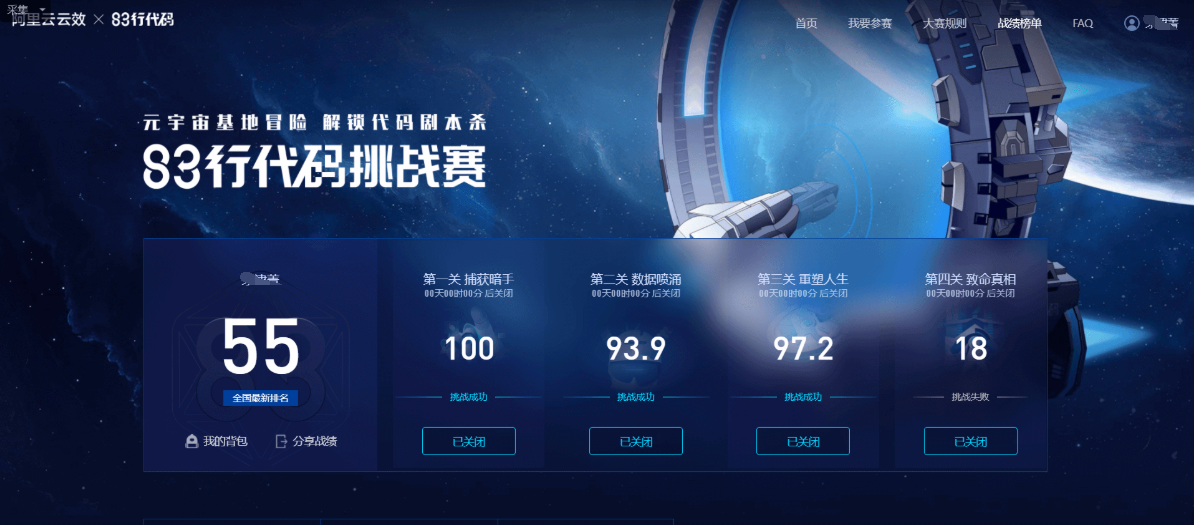 采集
阿里云云效 × 83行代码
首页 我要参赛 大赛规则 战绩榜单 FAQ
元宇宙基地冒险 解锁代码剧本杀
83行代码挑战赛
55
全国最新排名
我的背包 分享战绩
第一关 捕获暗手
00天00时00分后关闭
100
挑战成功
已关闭
第二关 数据喷涌
00天00时00分后关闭
93.9
挑战成功
已关闭
第三关 重塑人生
00天00时00分后关闭
97.2
挑战成功
已关闭
第四关 致命真相
00天00时00分后关闭
18
挑战失败
已关闭